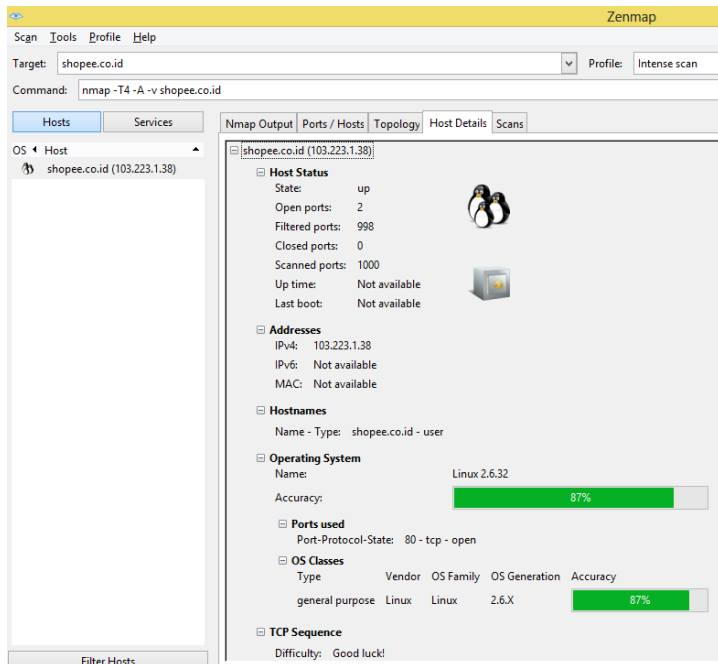 Zenmap
Scan Tools Profile Help
Target: shopee.co.id Profile: Intense scan
Command: nmap -T4 -A -v shopee.co.id
Hosts Services
Nmap Output Ports / Hosts Topology Host Details Scans
OS Host
shopee.co.id (103.223.1.38)
shopee.co.id (103.223.1.38)
Host Status
State: up
Open ports: 2
Filtered ports: 998
Closed ports: 0
Scanned ports: 1000
Up time: Not available
Last boot: Not available
Addresses
IPv4: 103.223.1.38
IPv6: Not available
MAC: Not available
Hostnames
Name - Type: shopee.co.id - user
Operating System
Name: Linux 2.6.32
Accuracy: 87%
Ports used
Port-Protocol-State: 80 - tcp - open
OS Classes
Type Vendor OS Family OS Generation Accuracy
general purpose Linux Linux 2.6.X 87%
TCP Sequence
Difficulty: Good luck!
Filter Hosts